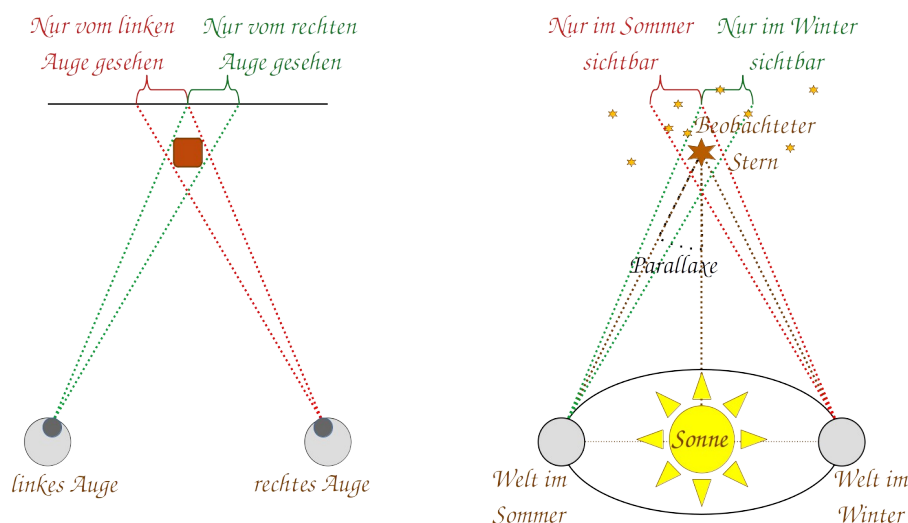 Nur vom linken
Auge gesehen
Nur vom rechten
Auge gesehen
linkes Auge
rechtes Auge
Nur im Sommer
sichtbar
Nur im Winter
sichtbar
Beobachteter
Stern
Parallaxe
Sonne
Welt im
Sommer
Welt im
Winter